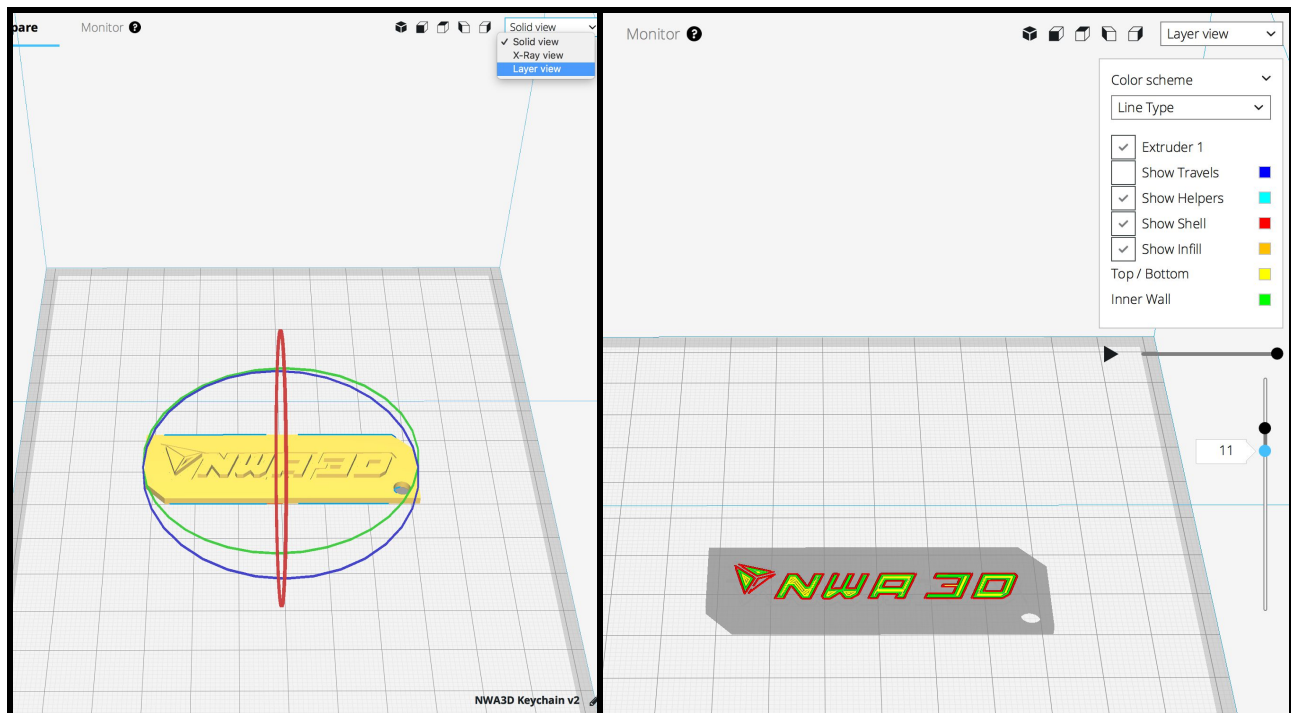 pare Monitor ?
Solid view
✓ Solid view
X-Ray view
Layer view
NWA3D
NWA3D Keychain v2
Monitor ?
Layer view
Color scheme
Line Type
Extruder 1
Show Travels
Show Helpers
Show Shell
Show Infill
Top / Bottom
Inner Wall
11
NWA 3D